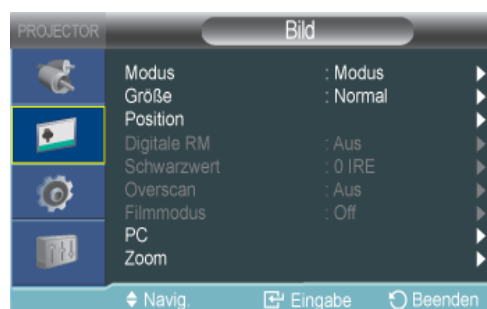 PROJECTOR Bild
Modus : Modus
Größe : Normal
Position
Digitale RM : Aus
Schwarzwert : 0 IRE
Overscan : Aus
Filmmodus : Off
PC
Zoom
Navig. Eingabe Beenden